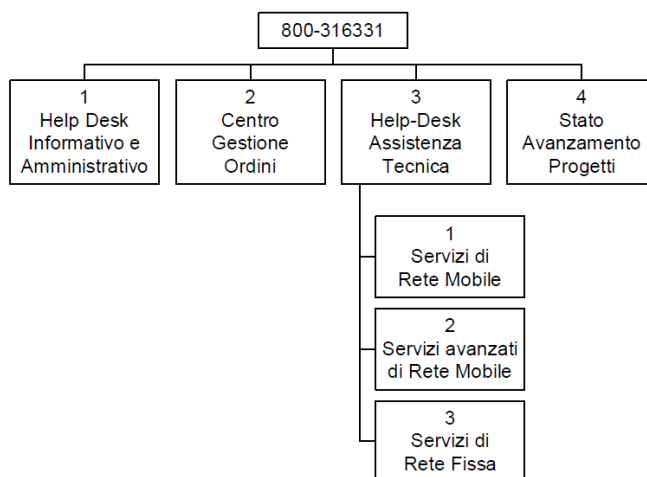 800-316331
1
Help Desk
Informativo e
Amministrativo
2
Centro
Gestione
Ordini
3
Help-Desk
Assistenza
Tecnica
4
Stato
Avanzamento
Progetti
1
Servizi di
Rete Mobile
2
Servizi avanzati
di Rete Mobile
3
Servizi di
Rete Fissa